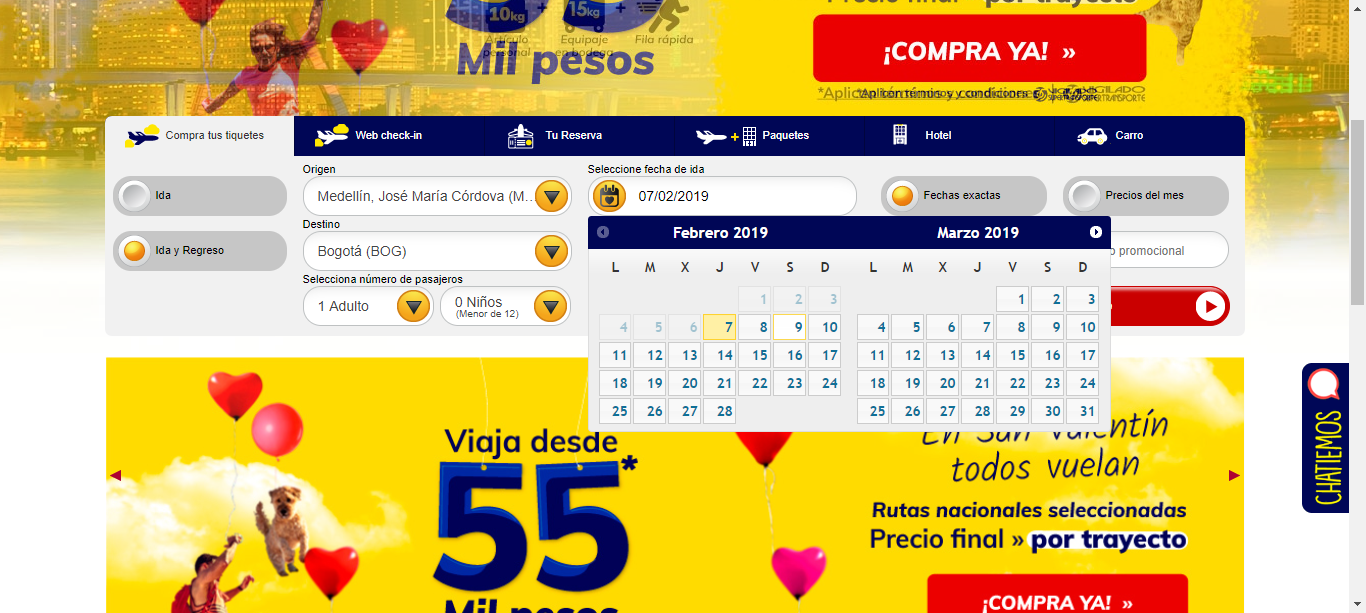 10kg + 15kg +
Artículo personal
Equipaje en bodega
Fila rápida
Mil pesos
Precio final » por trayecto
¡COMPRA YA! »
*Aplican términos y condiciones
VIGILADO
SUPERTRANSPORTE
Compra tus tiquetes
Web check-in
Tu Reserva
Paquetes
Hotel
Carro
Ida
Ida y Regreso
Origen
Medellín, José María Córdova (M...
Destino
Bogotá (BOG)
Selecciona número de pasajeros
1 Adulto
0 Niños
(Menor de 12)
Seleccione fecha de ida
07/02/2019
Fechas exactas
Precios del mes
promocional
Febrero 2019
L M X J V S D
1 2 3
4 5 6 7 8 9 10
11 12 13 14 15 16 17
18 19 20 21 22 23 24
25 26 27 28
Marzo 2019
L M X J V S D
1 2 3
4 5 6 7 8 9 10
11 12 13 14 15 16 17
18 19 20 21 22 23 24
25 26 27 28 29 30 31
Viaja desde
55*
Mil pesos
En San Valentín
todos vuelan
Rutas nacionales seleccionadas
Precio final » por trayecto
¡COMPRA YA! »
CHATIEMOS